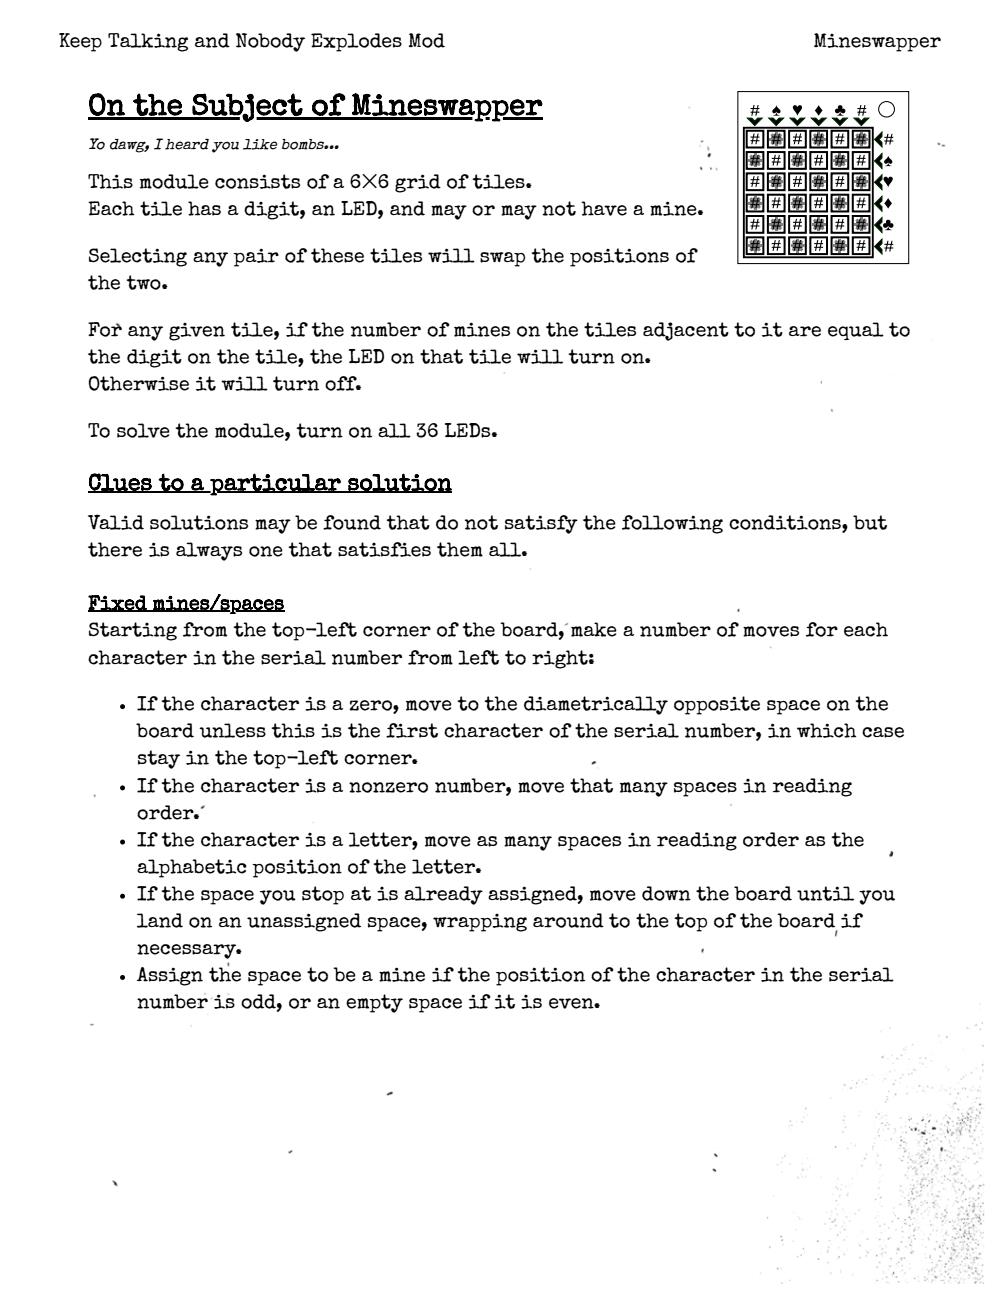 Keep Talking and Nobody Explodes Mod
Mineswapper
On the Subject of Mineswapper
Yo dawg, I heard you like bombs...
This module consists of a 6×6 grid of tiles.
Each tile has a digit, an LED, and may or may not have a mine.
Selecting any pair of these tiles will swap the positions of
the two.
# ♠ ♥ ♦ ♣ #
# # # # # # #
# # # # # # ♠
# # # # # # ♥
# # # # # # ♦
# # # # # # ♣
# # # # # # #
For any given tile, if the number of mines on the tiles adjacent to it are equal to
the digit on the tile, the LED on that tile will turn on.
Otherwise it will turn off.
To solve the module, turn on all 36 LEDs.
Clues to a particular solution
Valid solutions may be found that do not satisfy the following conditions, but
there is always one that satisfies them all.
Fixed mines/spaces
Starting from the top-left corner of the board, make a number of moves for each
character in the serial number from left to right:
• If the character is a zero, move to the diametrically opposite space on the
board unless this is the first character of the serial number, in which case
stay in the top-left corner.
• If the character is a nonzero number, move that many spaces in reading
order.
• If the character is a letter, move as many spaces in reading order as the
alphabetic position of the letter.
• If the space you stop at is already assigned, move down the board until you
land on an unassigned space, wrapping around to the top of the board if
necessary.
• Assign the space to be a mine if the position of the character in the serial
number is odd, or an empty space if it is even.